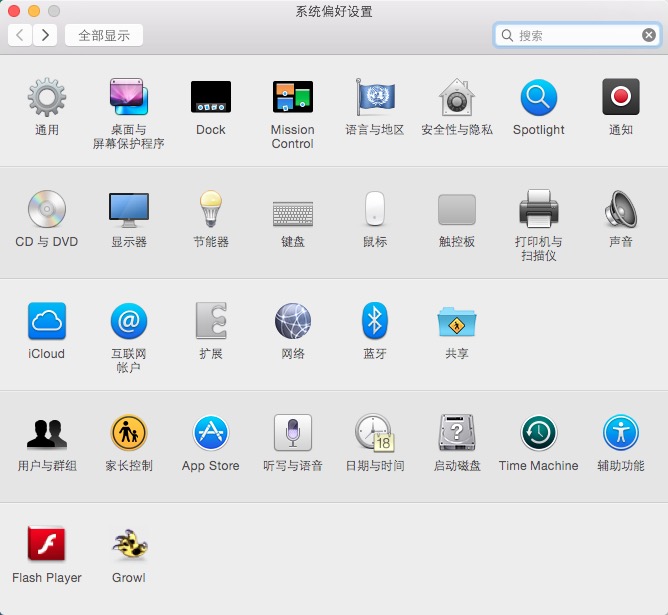 系统偏好设置
全部显示
搜索
通用
桌面与
屏幕保护程序
Dock
Mission
Control
语言与地区
安全性与隐私
Spotlight
通知
CD 与 DVD
显示器
节能器
键盘
鼠标
触控板
打印机与
扫描仪
声音
iCloud
互联网
帐户
扩展
网络
蓝牙
共享
用户与群组
家长控制
App Store
听写与语音
18
日期与时间
?
启动磁盘
Time Machine
辅助功能
Flash Player
Growl